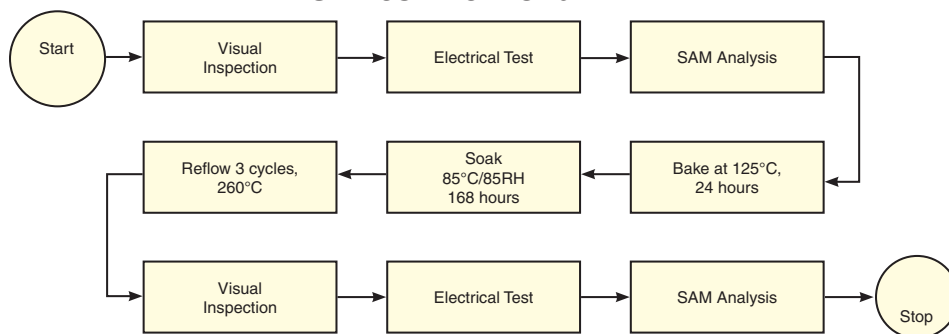 Start
Visual
Inspection
Electrical Test
SAM Analysis
Bake at 125°C,
24 hours
Soak
85°C/85RH
168 hours
Reflow 3 cycles,
260°C
Visual
Inspection
Electrical Test
SAM Analysis
Stop